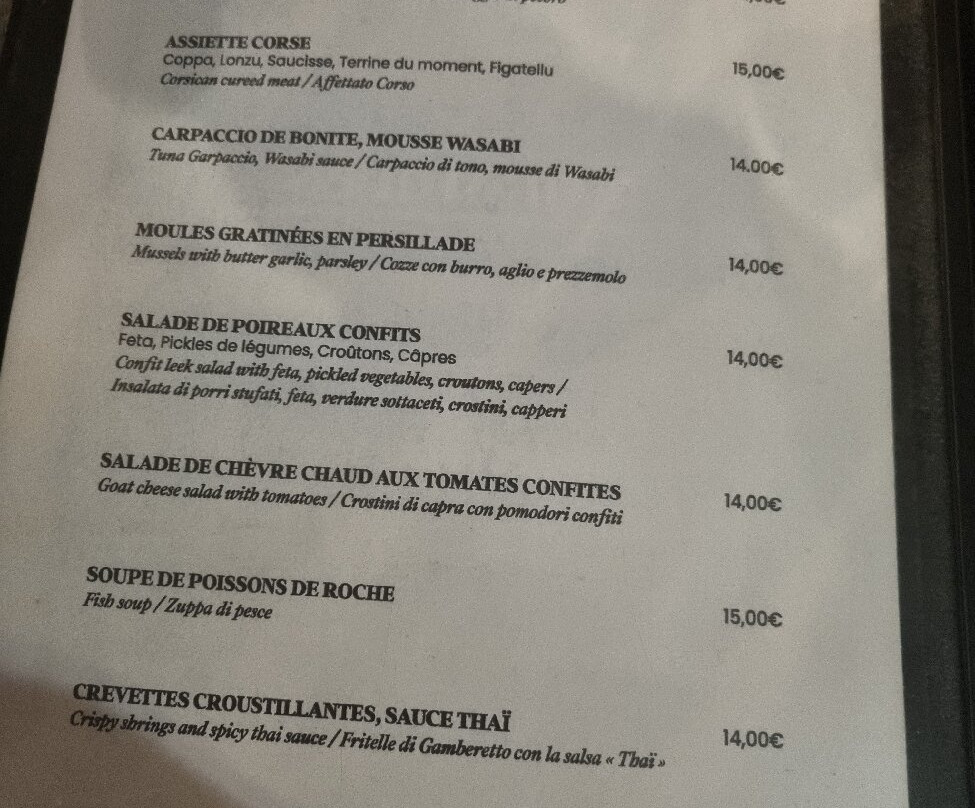 ASSIETTE CORSE
Coppa, Lonzu, Saucisse, Terrine du moment, Figatellu
15,00€
Corsican cureed meat / Affettato Corso
CARPACCIO DE BONITE, MOUSSE WASABI
14.00€
Tuna Garpaccio, Wasabi sauce / Carpaccio di tono, mousse di Wasabi
MOULES GRATINÉES EN PERSILLADE
14,00€
Mussels with butter garlic, parsley / Cozze con burro, aglio e prezzemolo
SALADE DE POIREAUX CONFITS
Feta, Pickles de légumes, Croûtons, Câpres
14,00€
Confit leek salad with feta, pickled vegetables, croutons, capers /
Insalata di porri stufati, feta, verdure sottaceti, crostini, capperi
SALADE DE CHÈVRE CHAUD AUX TOMATES CONFITES
14,00€
Goat cheese salad with tomatoes / Crostini di capra con pomodori confiti
SOUPE DE POISSONS DE ROCHE
15,00€
Fish soup / Zuppa di pesce
CREVETTES CROUSTILLANTES, SAUCE THAÏ
14,00€
Crispy shrings and spicy thai sauce / Fritelle di Gamberetto con la salsa « Thaï »